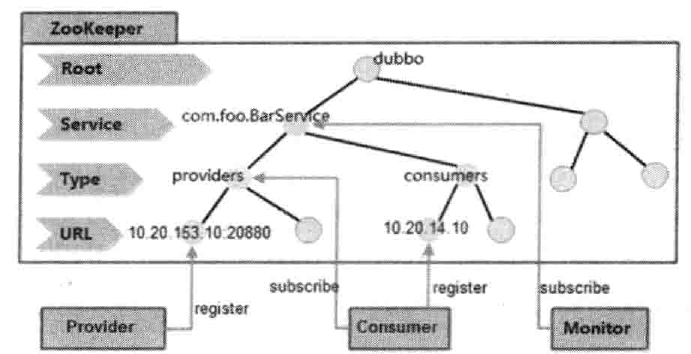 ZooKeeper
Root
dubbo
Service
com.foo.BarService
Type
providers
consumers
URL
10.20.153.10:20880
10.20.14.10
register
subscribe
register
subscribe
Provider
Consumer
Monitor